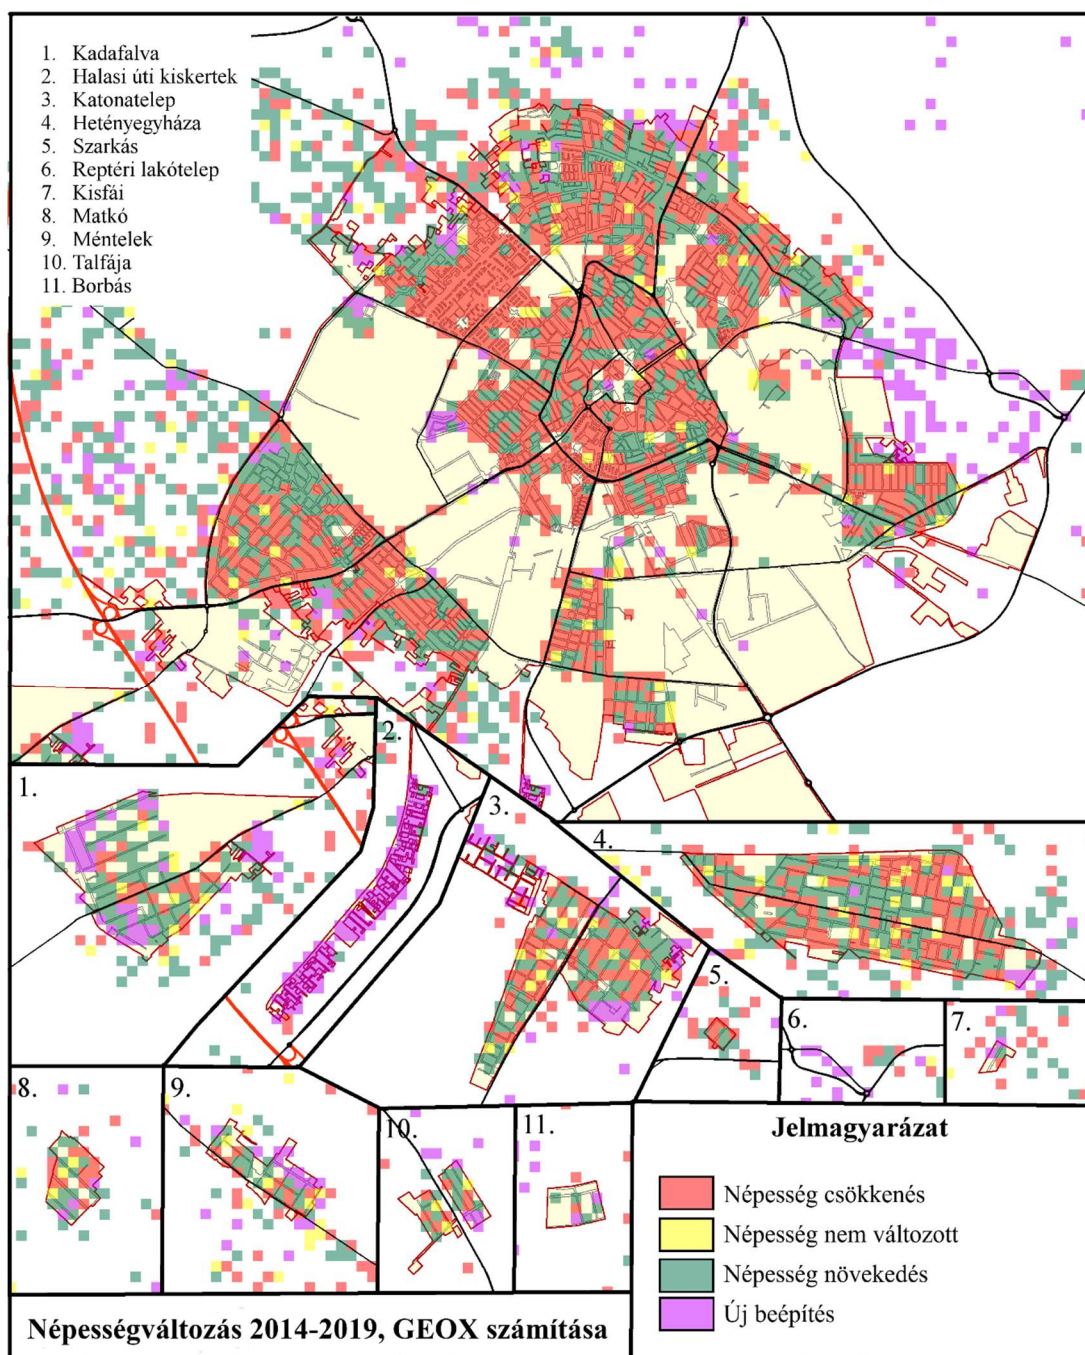 1. Kadafalva
2. Halasi úti kiskertek
3. Katonatelep
4. Hetényegyháza
5. Szarkás
6. Reptéri lakótelep
7. Kisfái
8. Matkó
9. Méntelek
10. Talfája
11. Borbás
1.
2.
3.
4.
5.
6.
7.
8.
9.
10.
11.
Jelmagyarázat
Népesség csökkenés
Népesség nem változott
Népesség növekedés
Új beépítés
Népességváltozás 2014-2019, GEOX számítása